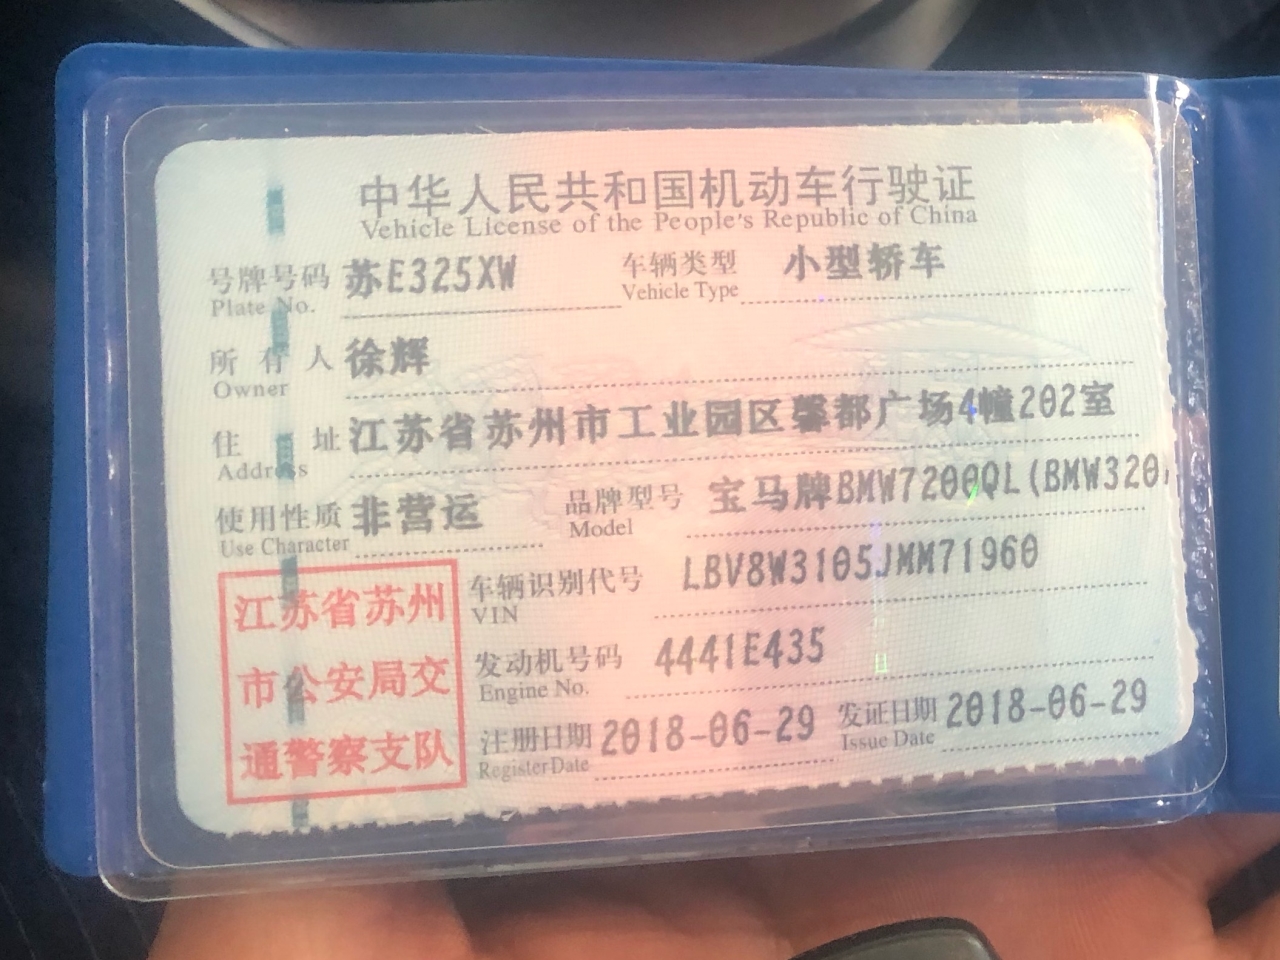 中华人民共和国机动车行驶证
Vehicle License of the People's Republic of China
号牌号码 苏E325XW 车辆类型 小型轿车
Plate No. Vehicle Type
所有人 徐辉
Owner
住址 江苏省苏州市工业园区馨都广场4幢202室
Address
使用性质 非营运 品牌型号 宝马牌BMW7200QL(BMW320
Use Character Model
江苏省苏州
市公安局交
通警察支队
车辆识别代号 LBV8W3105JMM71960
VIN
发动机号码 4441E435
Engine No.
注册日期 2018-06-29 发证日期 2018-06-29
Register Date Issue Date